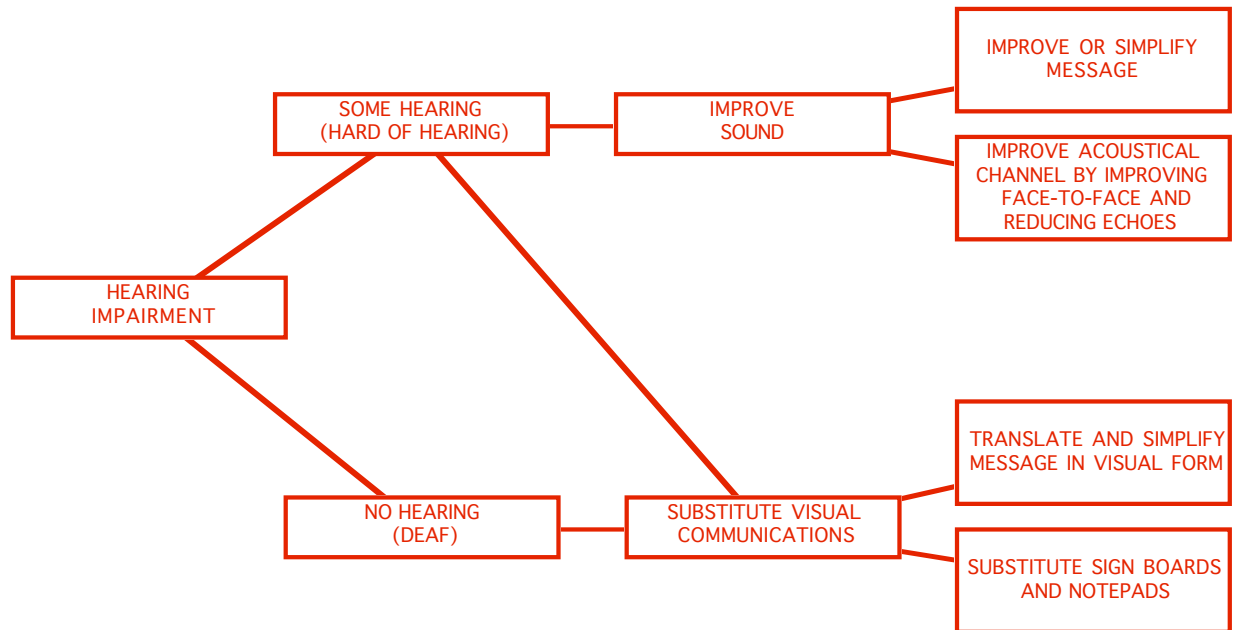 IMPROVE OR SIMPLIFY
MESSAGE
SOME HEARING
(HARD OF HEARING)
IMPROVE
SOUND
IMPROVE ACOUSTICAL
CHANNEL BY IMPROVING
FACE-TO-FACE AND
REDUCING ECHOES
HEARING
IMPAIRMENT
TRANSLATE AND SIMPLIFY
MESSAGE IN VISUAL FORM
NO HEARING
(DEAF)
SUBSTITUTE VISUAL
COMMUNICATIONS
SUBSTITUTE SIGN BOARDS
AND NOTEPADS